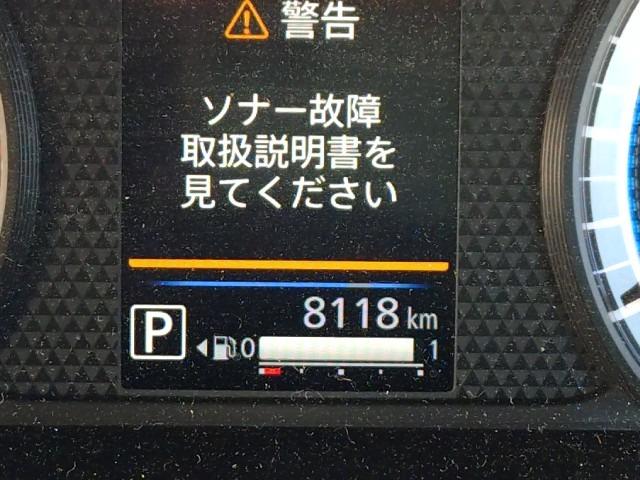 警告
ソナー故障
取扱説明書を
見てください
8118 km
P
0 1